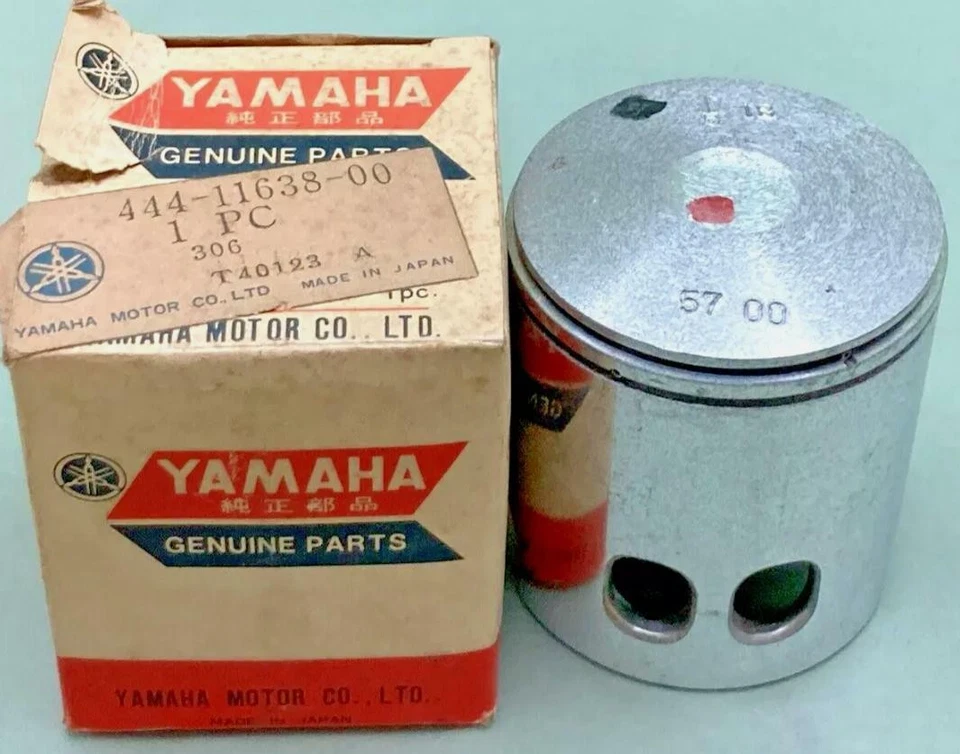 YAMAHA
純正部品
GENUINE PARTS
444-11638-00
1 PC
306
T40123 A
YAMAHA MOTOR CO., LTD MADE IN JAPAN
1pc.
YAMAHA MOTOR CO., LTD.
YAMAHA
純正部品
GENUINE PARTS
YAMAHA MOTOR CO., LTD.
MADE IN JAPAN
57 00